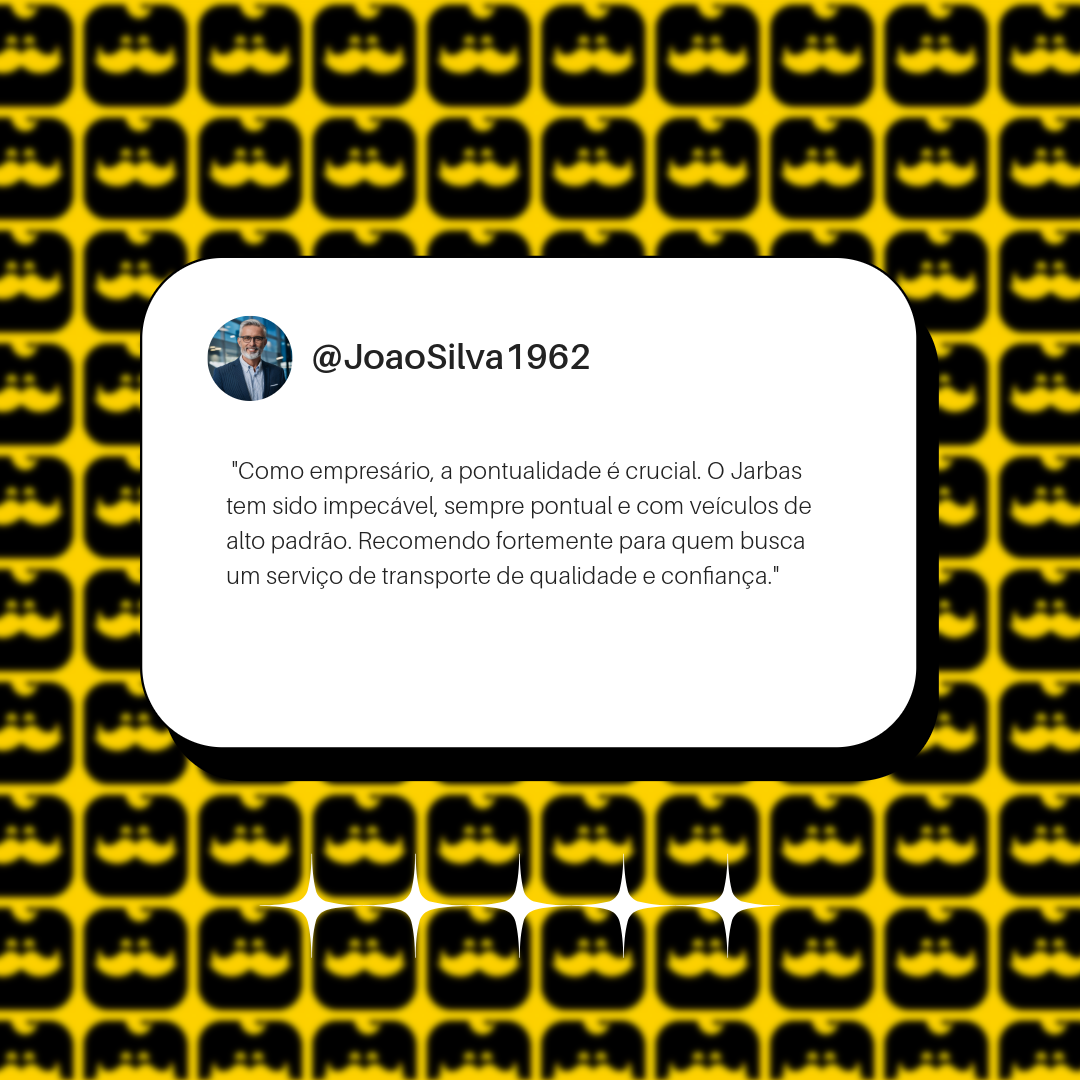 @JoaoSilva1962
"Como empresário, a pontualidade é crucial. O Jarbas
tem sido impecável, sempre pontual e com veículos de
alto padrão. Recomendo fortemente para quem busca
um serviço de transporte de qualidade e confiança."